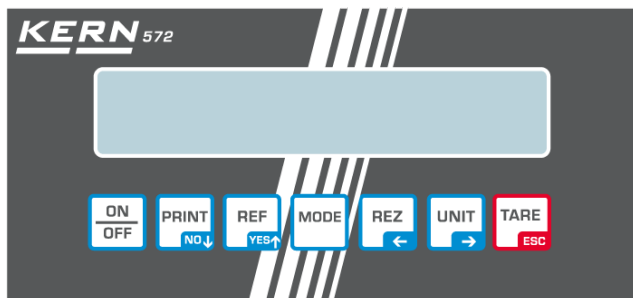 KERN 572
ON PRINT REF MODE REZ UNIT TARE
OFF NO↓ YES↑ ← → ESC